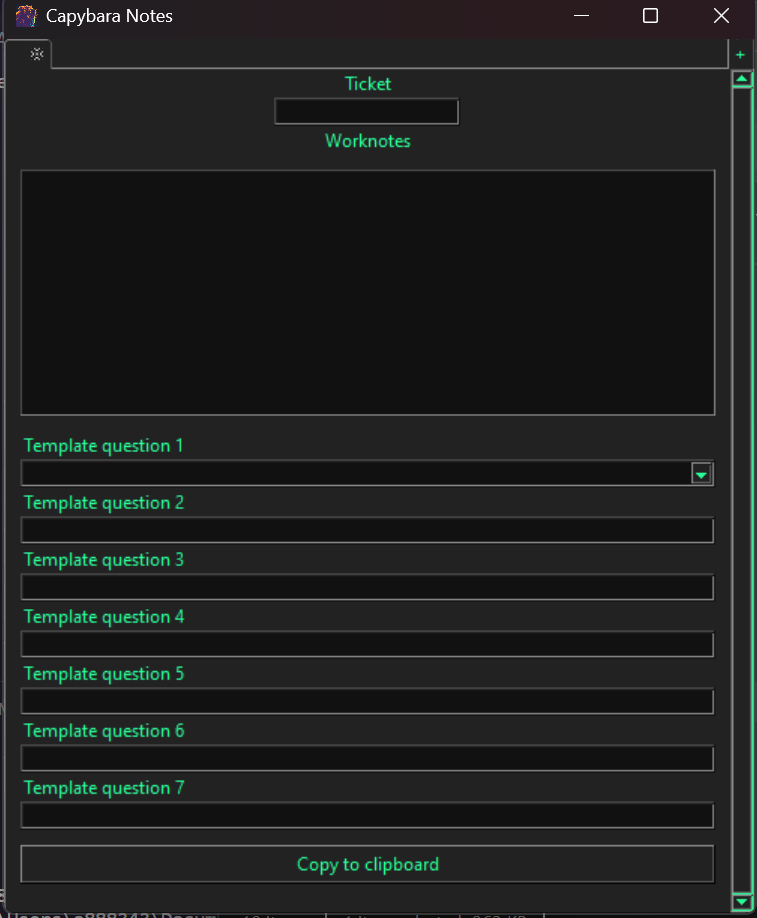 Capybara Notes
+
Ticket
Worknotes
Template question 1
Template question 2
Template question 3
Template question 4
Template question 5
Template question 6
Template question 7
Copy to clipboard